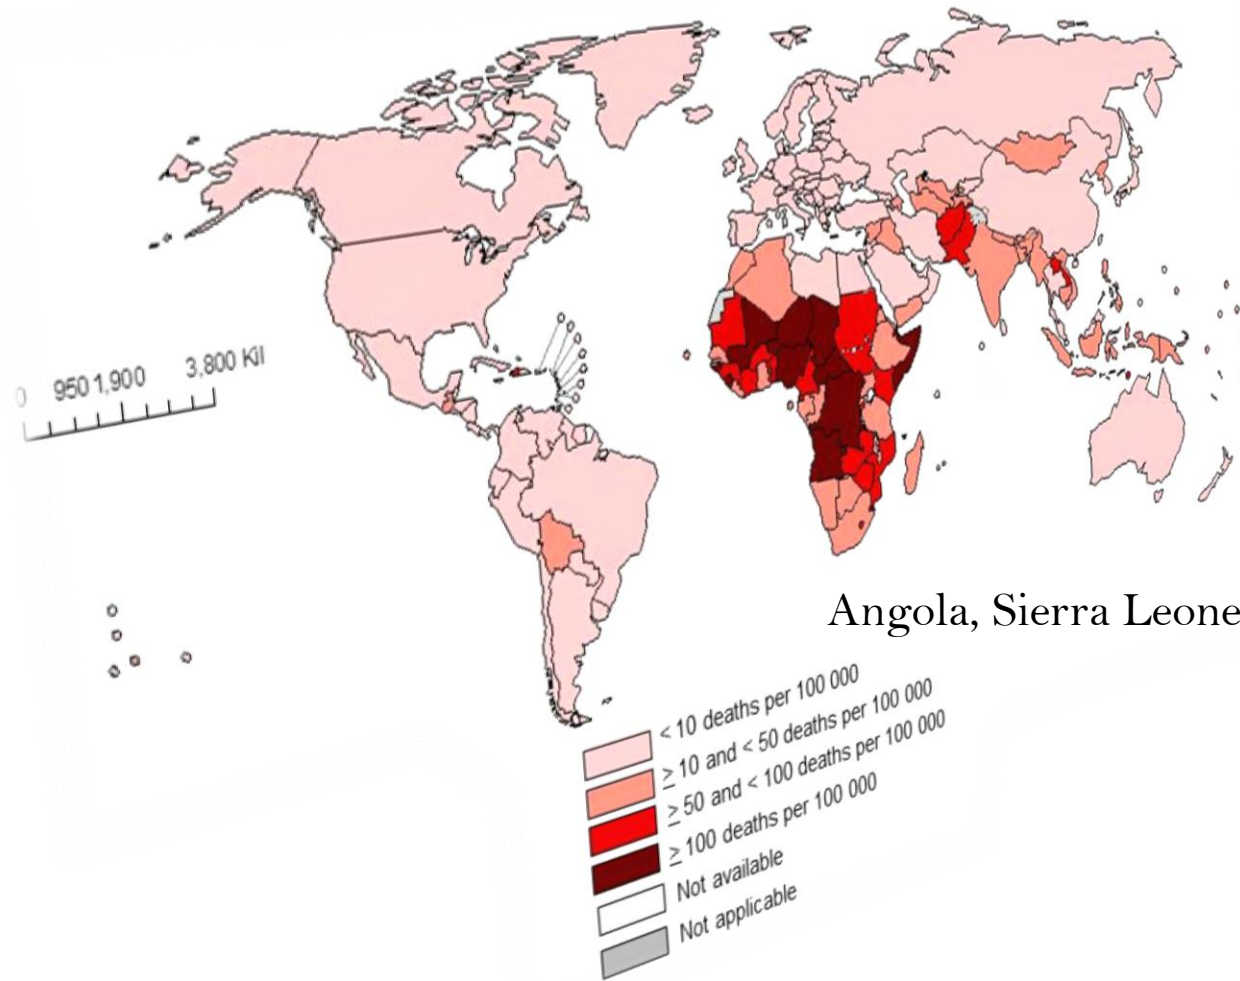 0 950 1,900 3,800 Kil
Angola, Sierra Leone
< 10 deaths per 100 000
≥ 10 and < 50 deaths per 100 000
≥ 50 and < 100 deaths per 100 000
≥ 100 deaths per 100 000
Not available
Not applicable